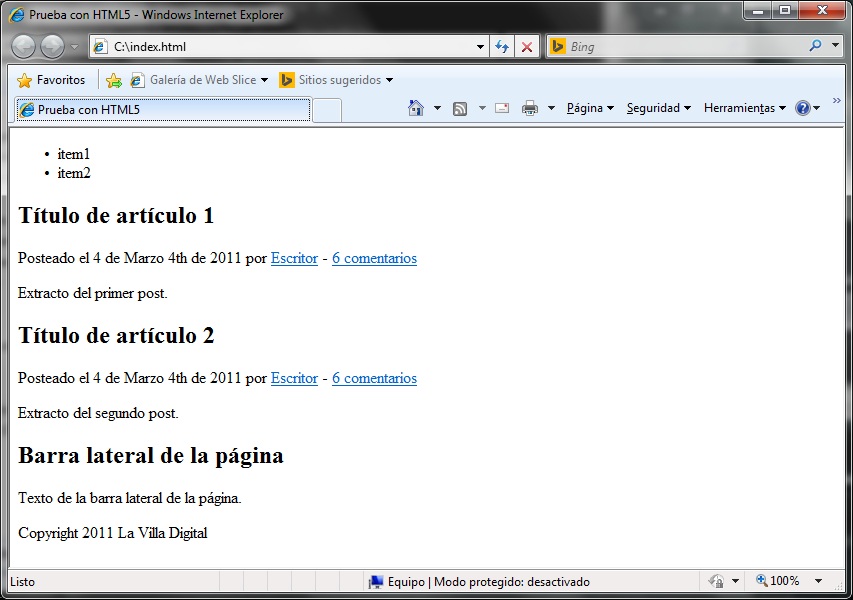 Prueba con HTML5 - Windows Internet Explorer
C:\index.html
Bing
Favoritos
Galería de Web Slice
Sitios sugeridos
Prueba con HTML5
Página
Seguridad
Herramientas
»
• item1
• item2
Título de artículo 1
Posteado el 4 de Marzo 4th de 2011 por Escritor - 6 comentarios
Extracto del primer post.
Título de artículo 2
Posteado el 4 de Marzo 4th de 2011 por Escritor - 6 comentarios
Extracto del segundo post.
Barra lateral de la página
Texto de la barra lateral de la página.
Copyright 2011 La Villa Digital
Listo
Equipo | Modo protegido: desactivado
100%